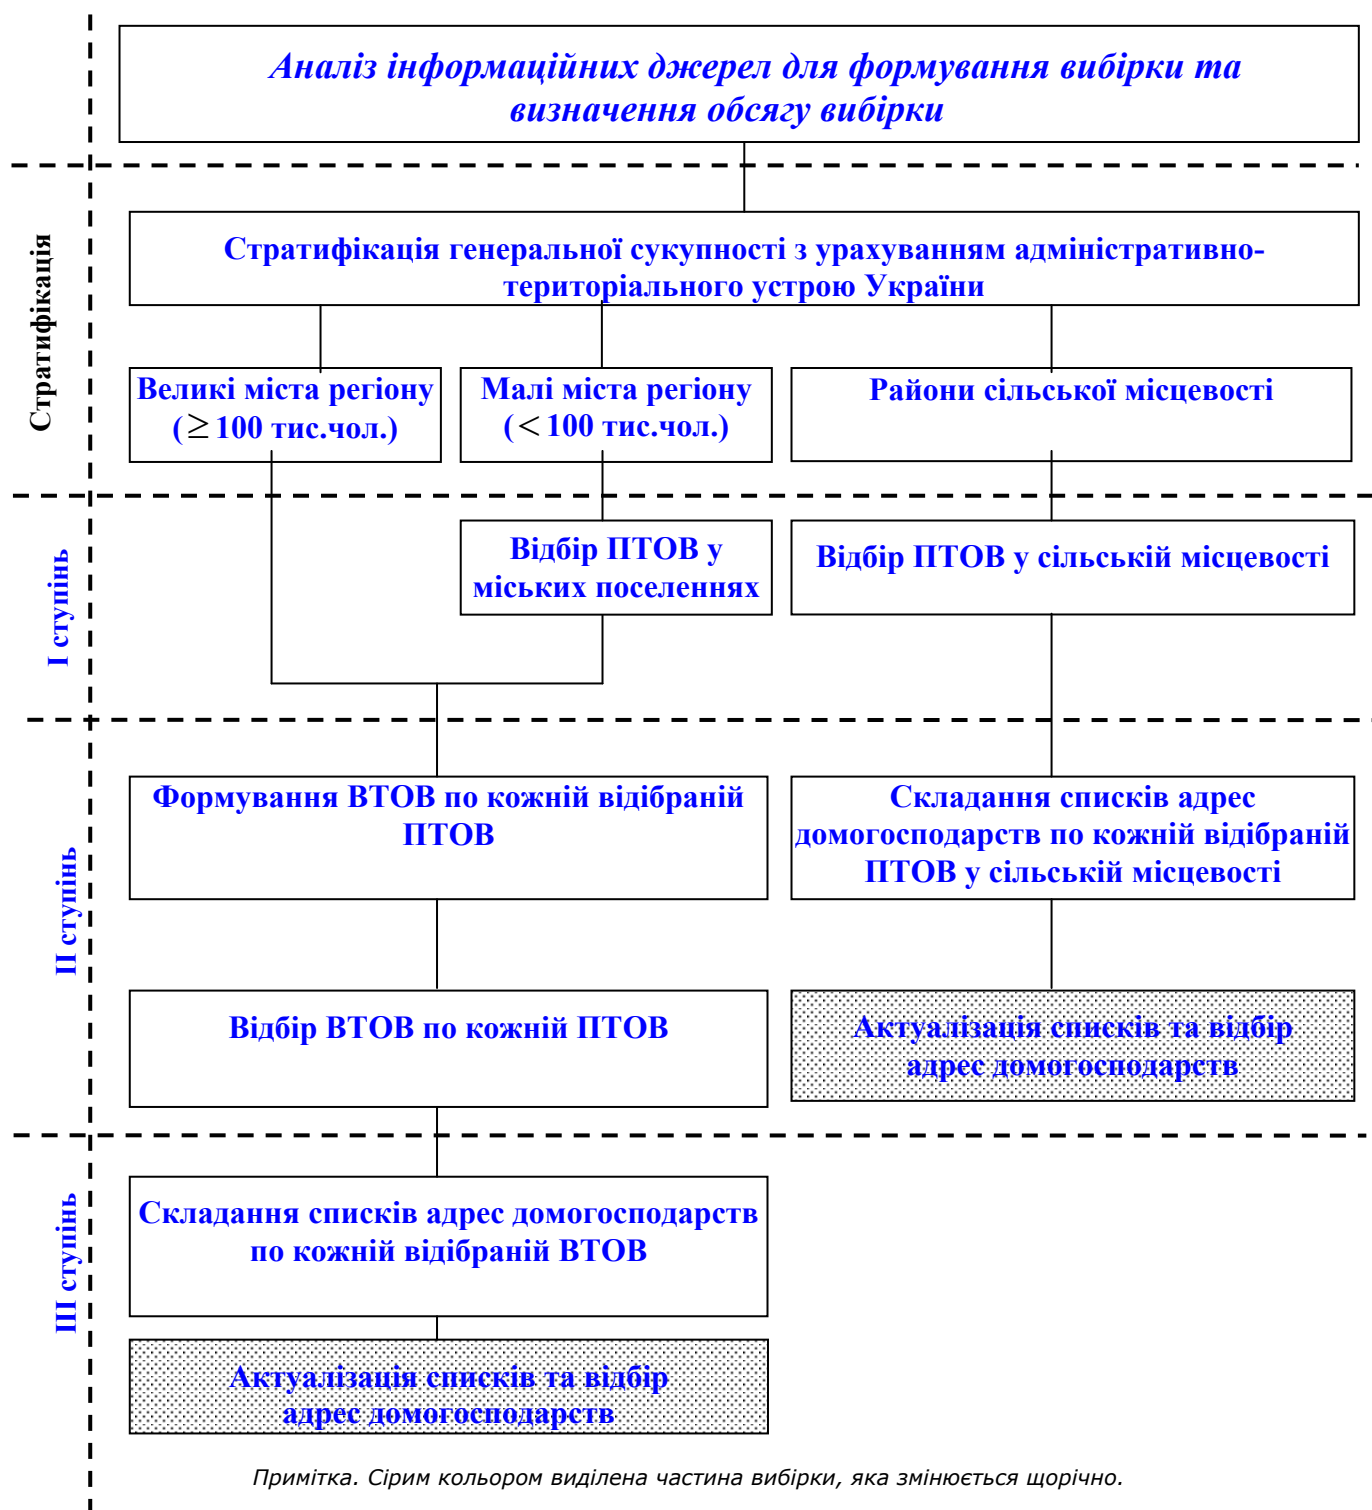 Аналіз інформаційних джерел для формування вибірки та
визначення обсягу вибірки
Стратифікація
Стратифікація генеральної сукупності з урахуванням адміністративно-
територіального устрою України
Великі міста регіону
(≥100 тис.чол.)
Малі міста регіону
(<100 тис.чол.)
Райони сільської місцевості
І ступінь
Відбір ПТОВ у
міських поселеннях
Відбір ПТОВ у сільській місцевості
ІІ ступінь
Формування ВТОВ по кожній відібраній
ПТОВ
Складання списків адрес
домогосподарств по кожній відібраній
ПТОВ у сільській місцевості
Відбір ВТОВ по кожній ПТОВ
Актуалізація списків та відбір
адрес домогосподарств
ІІІ ступінь
Складання списків адрес домогосподарств
по кожній відібраній ВТОВ
Актуалізація списків та відбір
адрес домогосподарств
Примітка. Сірим кольором виділена частина вибірки, яка змінюється щорічно.